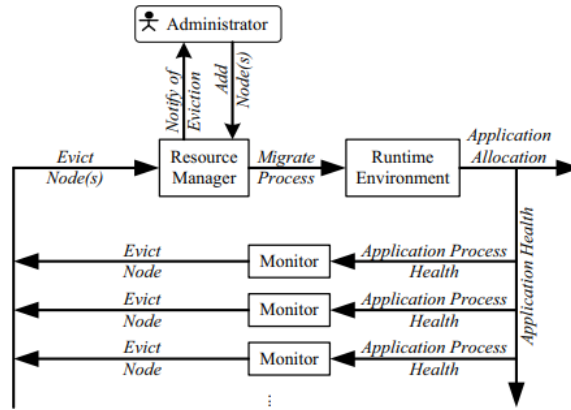 Administrator
Notify of
Eviction
Add
Node(s)
Evict
Node(s)
Resource
Manager
Migrate
Process
Runtime
Environment
Application
Allocation
Application Health
Evict
Node
Monitor
Application Process
Health
Evict
Node
Monitor
Application Process
Health
Evict
Node
Monitor
Application Process
Health
...